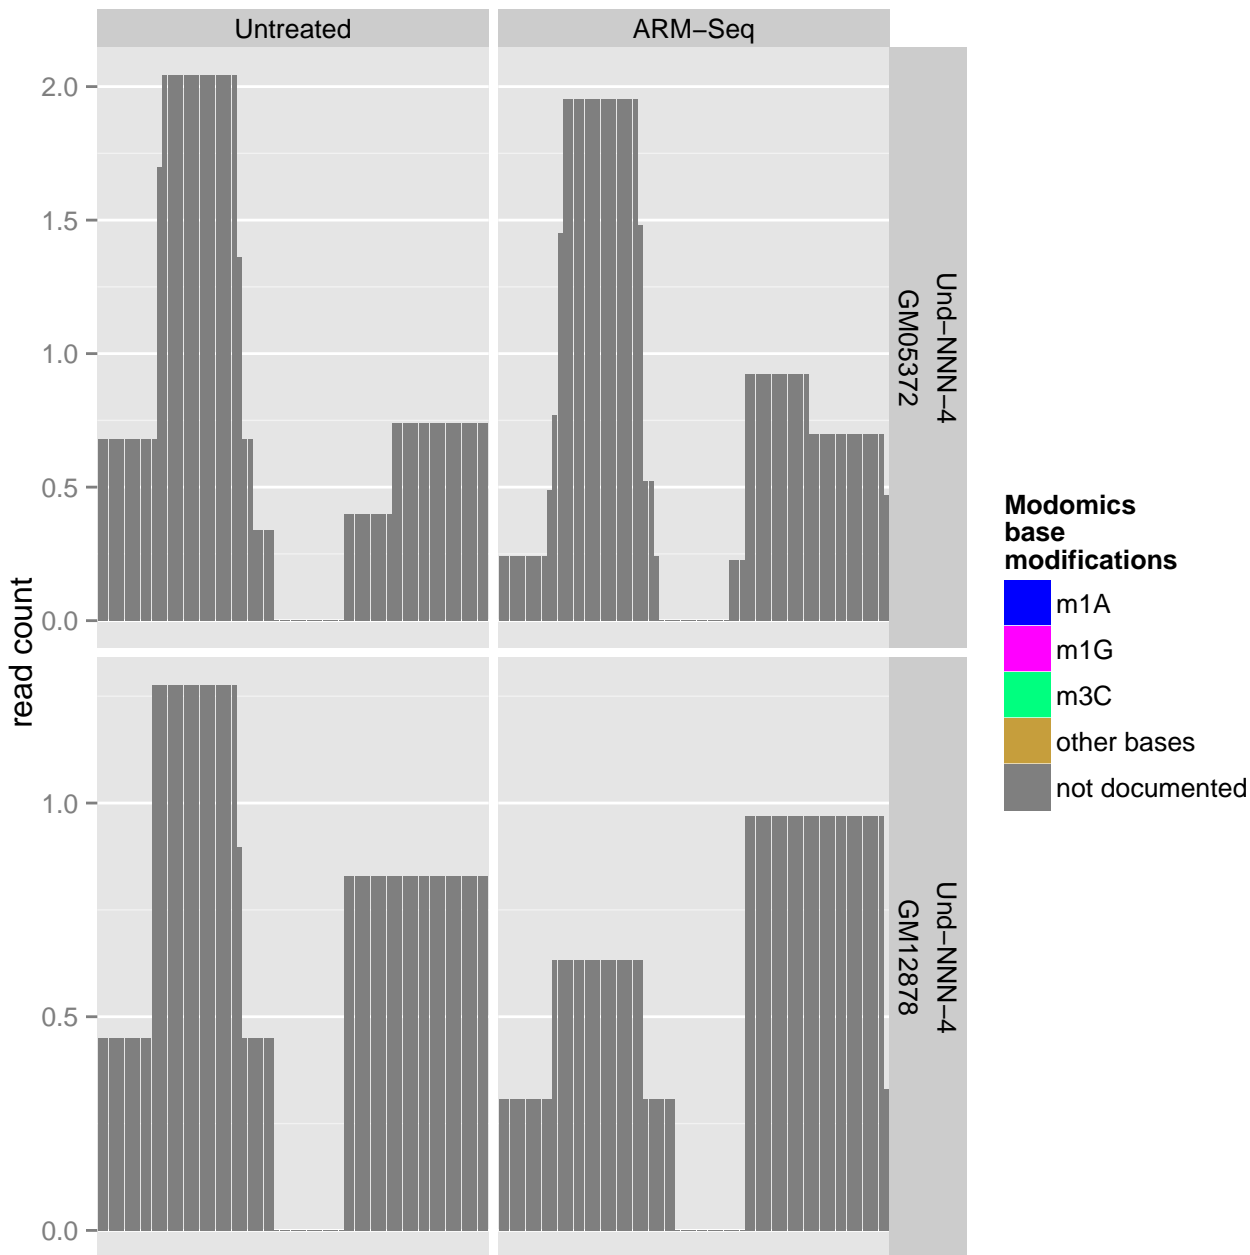 Untreated
ARM−Seq
2.0
1.5
1.0
0.5
0.0
Und−NNN−4
GM05372
read count
1.0
0.5
0.0
Und−NNN−4
GM12878
Modomics
base
modifications
m1A
m1G
m3C
other bases
not documented